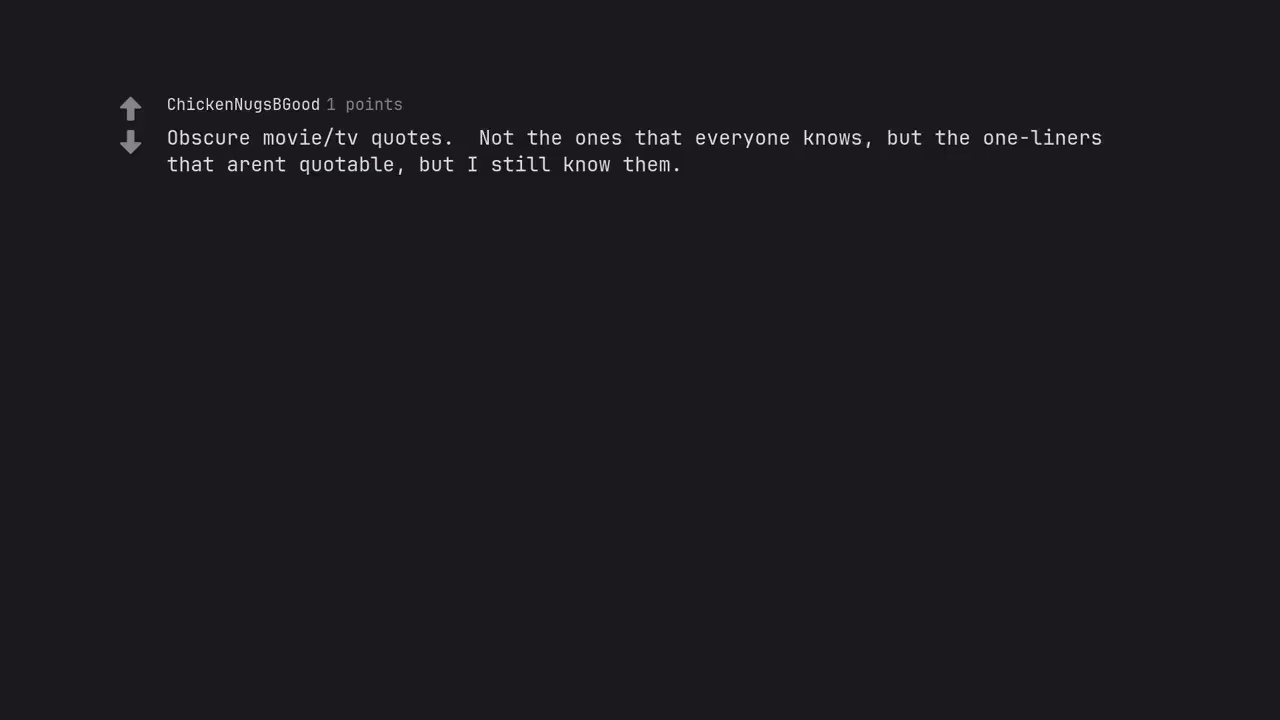 ChickenNugsBGood 1 points
Obscure movie/tv quotes.  Not the ones that everyone knows, but the one-liners
that arent quotable, but I still know them.